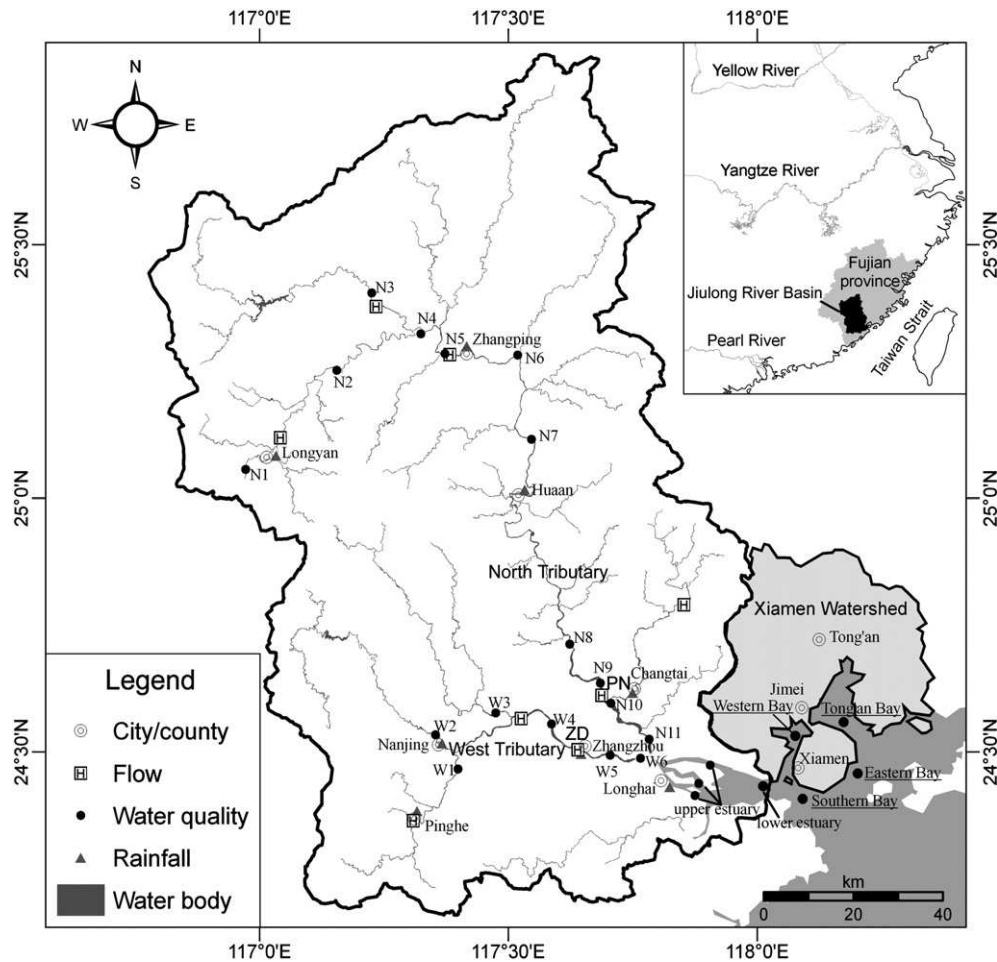 117°0'E
117°30'E
118°0'E
N
W
E
S
25°30'N
25°0'N
24°30'N
25°30'N
25°0'N
24°30'N
Yellow River
Yangtze River
Fujian
province
Jiulong River Basin
Pearl River
Taiwan Strait
N3
N4
N5
Zhangping
N6
N2
N7
H
H
H
Longyan
N1
Huaan
North Tributary
H
N8
N9
PN
Changtai
H
N10
N11
W3
H
W4
ZD
W2
Nanjing
West Tributary
H
Zhangzhou
W1
W5
W6
Longhai
upper estuary
lower estuary
H
Pinghe
Xiamen Watershed
Tong'an
Jimei
Western Bay
Tongan Bay
Xiamen
Eastern Bay
Southern Bay
Legend
City/county
H Flow
Water quality
Rainfall
Water body
km
0 10 20 40
117°0'E
117°30'E
118°0'E